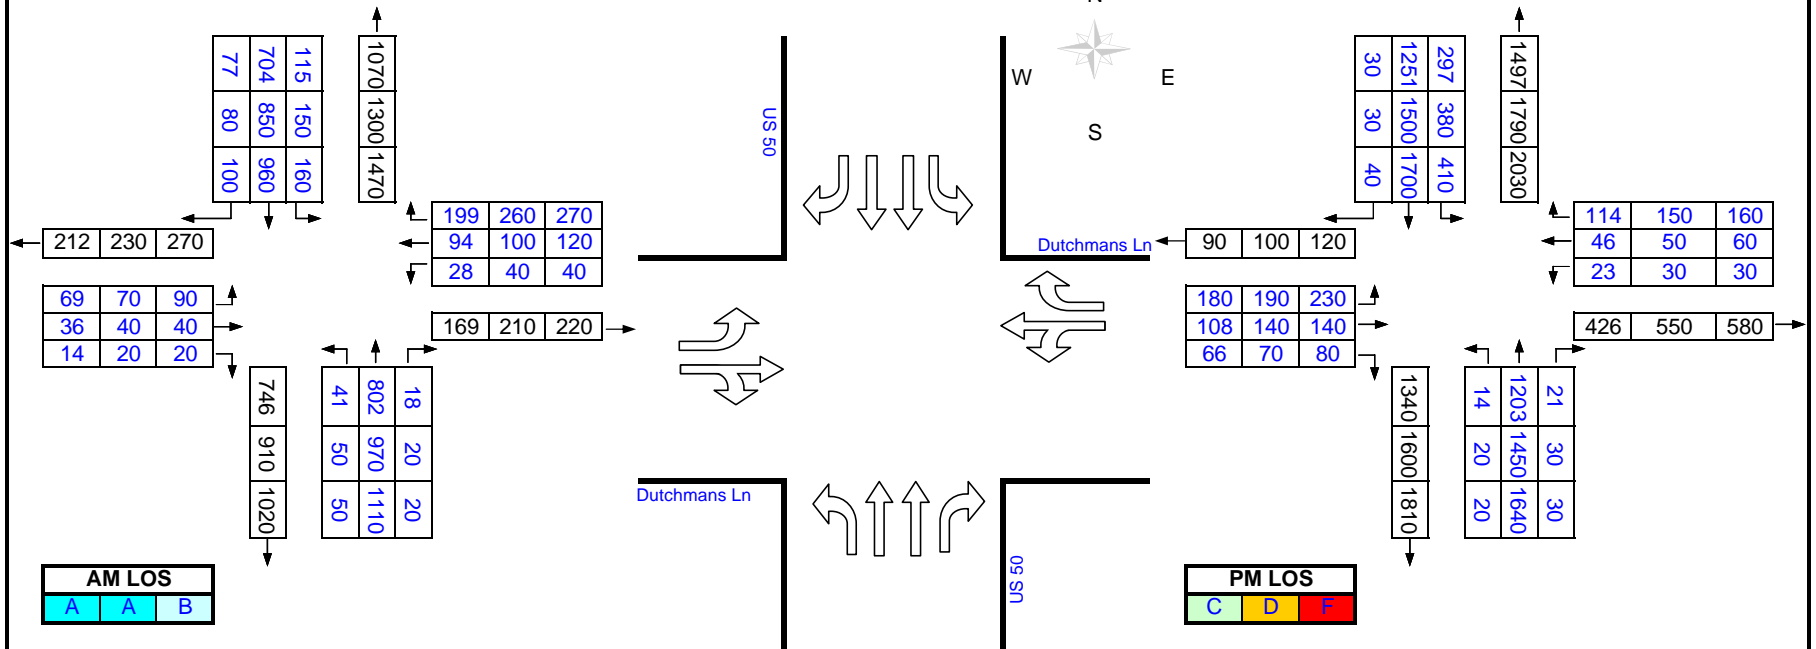 N
W E
S
US 50
Dutchmans Ln
Dutchmans Ln
US 50
77 704 115
80 850 150
100 960 160
1070 1300 1470
212 230 270
199 260 270
94 100 120
28 40 40
69 70 90
36 40 40
14 20 20
169 210 220
746 910 1020
41 802 18
50 970 20
50 1110 20
AM LOS
A A B
30 1251 297
30 1500 380
40 1700 410
1497 1790 2030
90 100 120
114 150 160
46 50 60
23 30 30
180 190 230
108 140 140
66 70 80
426 550 580
1340 1600 1810
14 1203 21
20 1450 30
20 1640 30
PM LOS
C D F